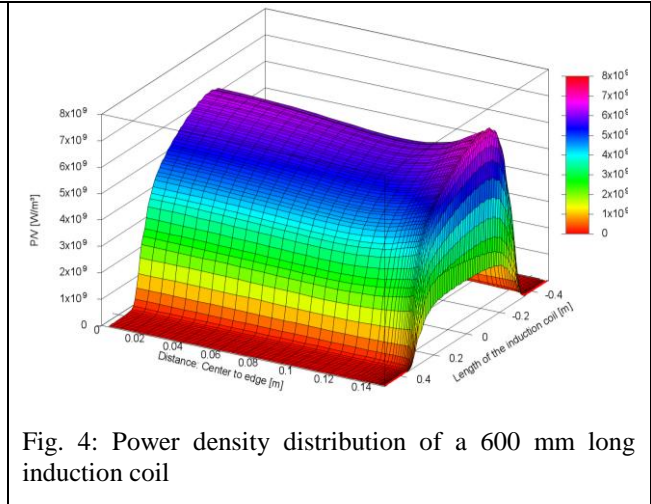 8x10⁹
7x10⁹
6x10⁹
5x10⁹
4x10⁹
3x10⁹
2x10⁹
1x10⁹
0
P/V [W/m³]
0
0.02
0.04
0.06
0.08
0.1
0.12
0.14
Distance: Center to edge [m]
0.4
0.2
0
-0.2
-0.4
Length of the induction coil [m]
8x10⁹
7x10⁹
6x10⁹
5x10⁹
4x10⁹
3x10⁹
2x10⁹
1x10⁹
0
Fig. 4: Power density distribution of a 600 mm long
induction coil